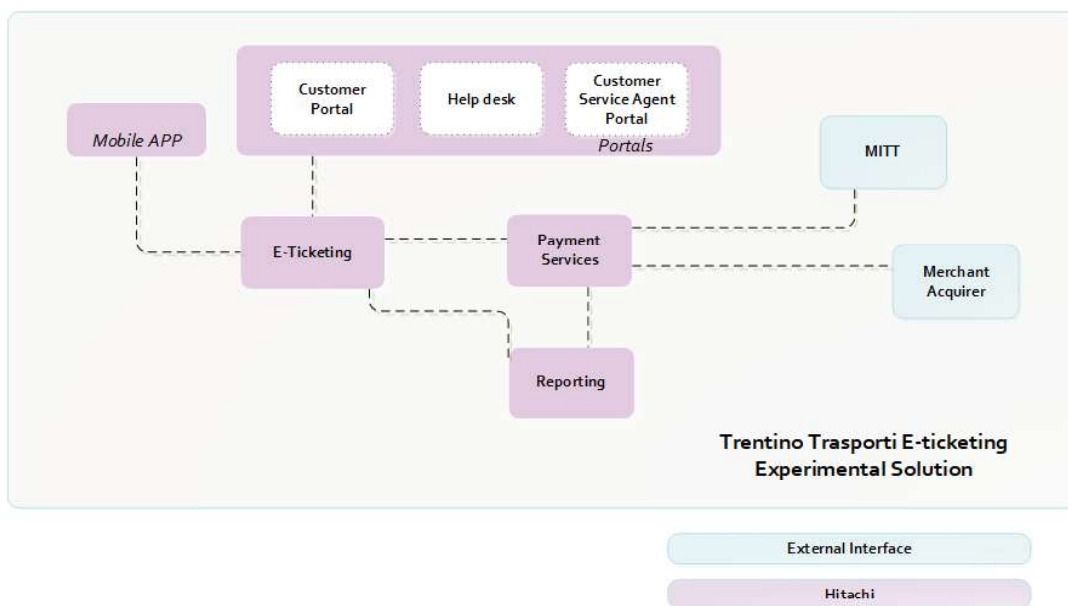 Customer
Portal
Help desk
Customer
Service Agent
Portal
Portals
Mobile APP
MITT
E-Ticketing
Payment
Services
Merchant
Acquirer
Reporting
Trentino Trasporti E-ticketing
Experimental Solution
External Interface
Hitachi